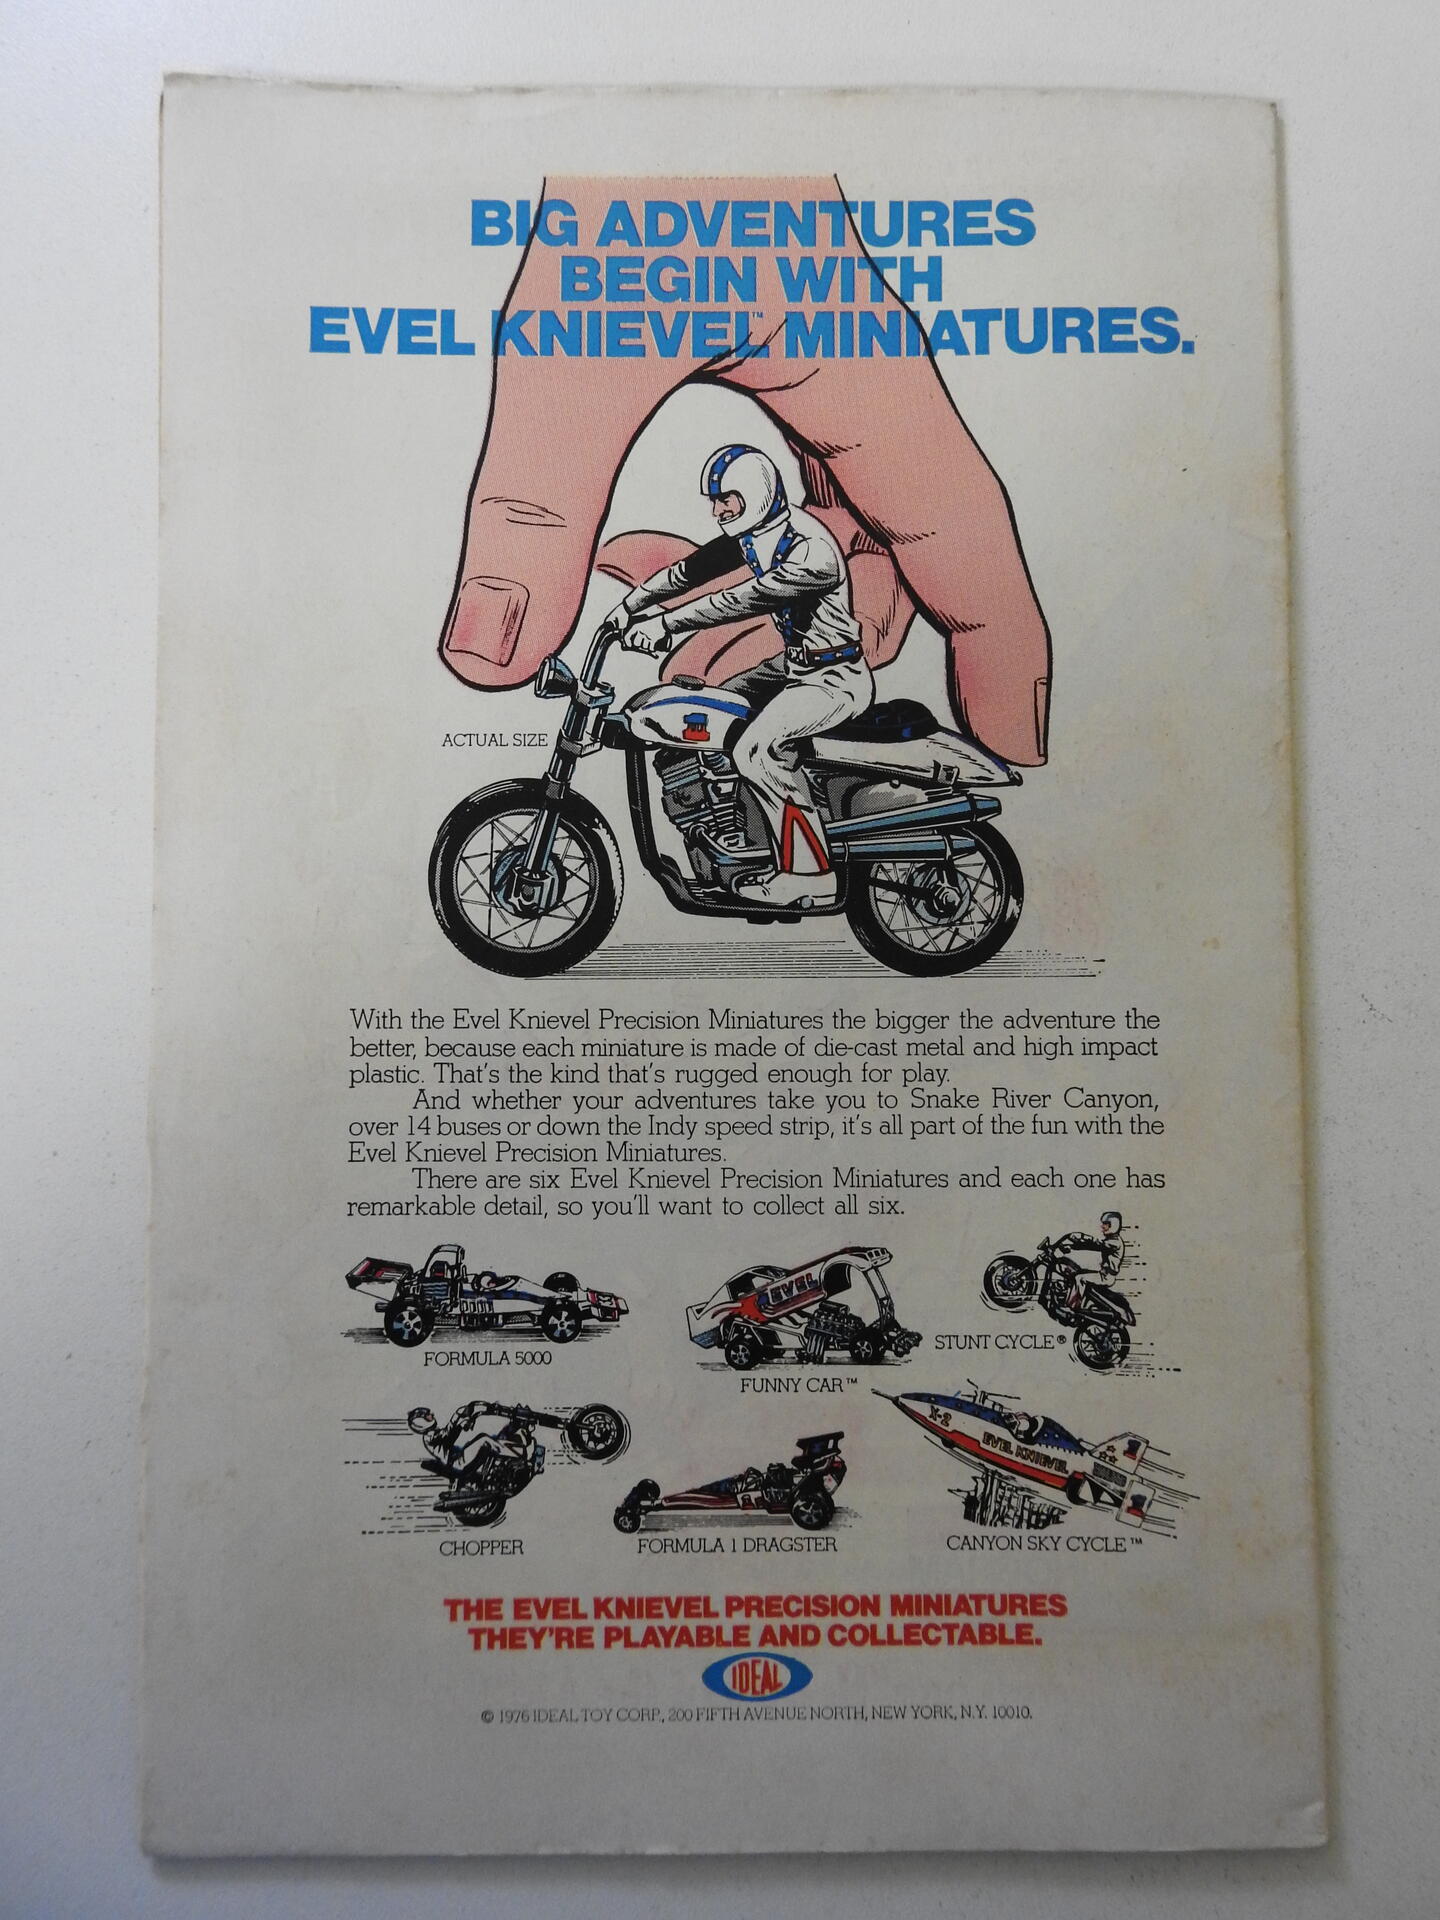 BIG ADVENTURES
BEGIN WITH
EVEL KNIEVEL™ MINIATURES.
ACTUAL SIZE
With the Evel Knievel Precision Miniatures the bigger the adventure the
better, because each miniature is made of die-cast metal and high impact
plastic. That's the kind that's rugged enough for play.
And whether your adventures take you to Snake River Canyon,
over 14 buses or down the Indy speed strip, it's all part of the fun with the
Evel Knievel Precision Miniatures.
There are six Evel Knievel Precision Miniatures and each one has
remarkable detail, so you'll want to collect all six.
EVEL
FORMULA 5000
FUNNY CAR™
STUNT CYCLE®
X-2
EVEL KNIEVEL
CHOPPER
FORMULA 1 DRAGSTER
CANYON SKY CYCLE™
THE EVEL KNIEVEL PRECISION MINIATURES
THEY'RE PLAYABLE AND COLLECTABLE.
IDEAL
© 1976 IDEAL TOY CORP., 200 FIFTH AVENUE NORTH, NEW YORK, N.Y. 10010.